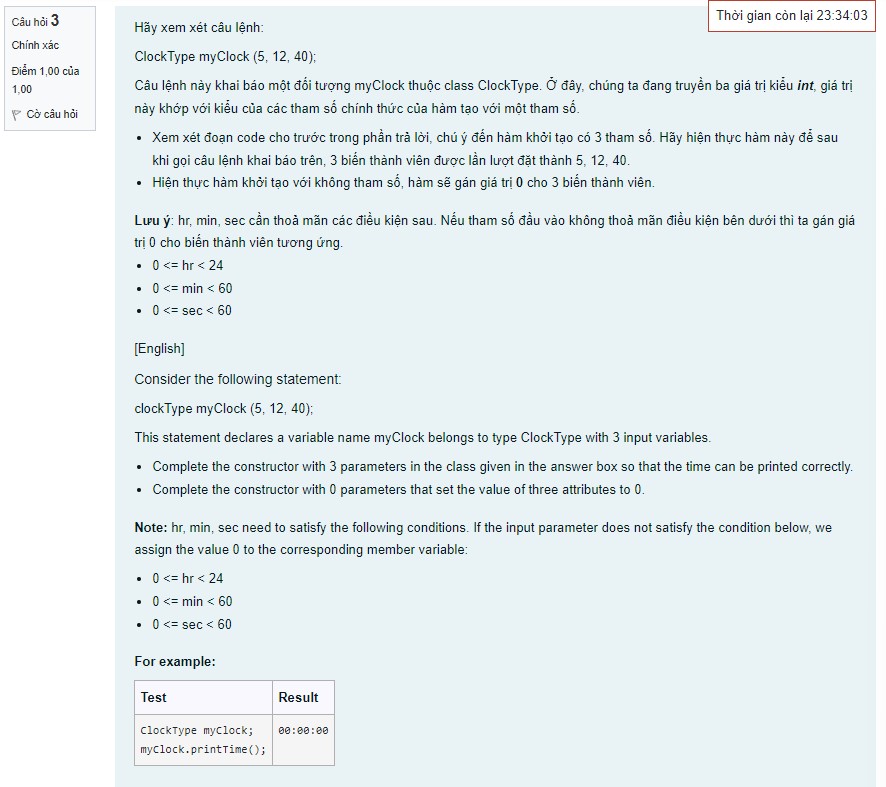 Thời gian còn lại 23:34:03
Câu hỏi 3
Chính xác
Điểm 1,00 của
1,00
Cờ câu hỏi
Hãy xem xét câu lệnh:
ClockType myClock (5, 12, 40);
Câu lệnh này khai báo một đối tượng myClock thuộc class ClockType. Ở đây, chúng ta đang truyền ba giá trị kiểu int, giá trị
này khớp với kiểu của các tham số chính thức của hàm tạo với một tham số.
• Xem xét đoạn code cho trước trong phần trả lời, chú ý đến hàm khởi tạo có 3 tham số. Hãy hiện thực hàm này để sau
khi gọi câu lệnh khai báo trên, 3 biến thành viên được lần lượt đặt thành 5, 12, 40.
• Hiện thực hàm khởi tạo với không tham số, hàm sẽ gán giá trị 0 cho 3 biến thành viên.
Lưu ý: hr, min, sec cần thoả mãn các điều kiện sau. Nếu tham số đầu vào không thoả mãn điều kiện bên dưới thì ta gán giá
trị 0 cho biến thành viên tương ứng.
• 0 <= hr < 24
• 0 <= min < 60
• 0 <= sec < 60
[English]
Consider the following statement:
clockType myClock (5, 12, 40);
This statement declares a variable name myClock belongs to type ClockType with 3 input variables.
• Complete the constructor with 3 parameters in the class given in the answer box so that the time can be printed correctly.
• Complete the constructor with 0 parameters that set the value of three attributes to 0.
Note: hr, min, sec need to satisfy the following conditions. If the input parameter does not satisfy the condition below, we
assign the value 0 to the corresponding member variable:
• 0 <= hr < 24
• 0 <= min < 60
• 0 <= sec < 60
For example:
Test Result
ClockType myClock; 00:00:00
myClock.printTime();